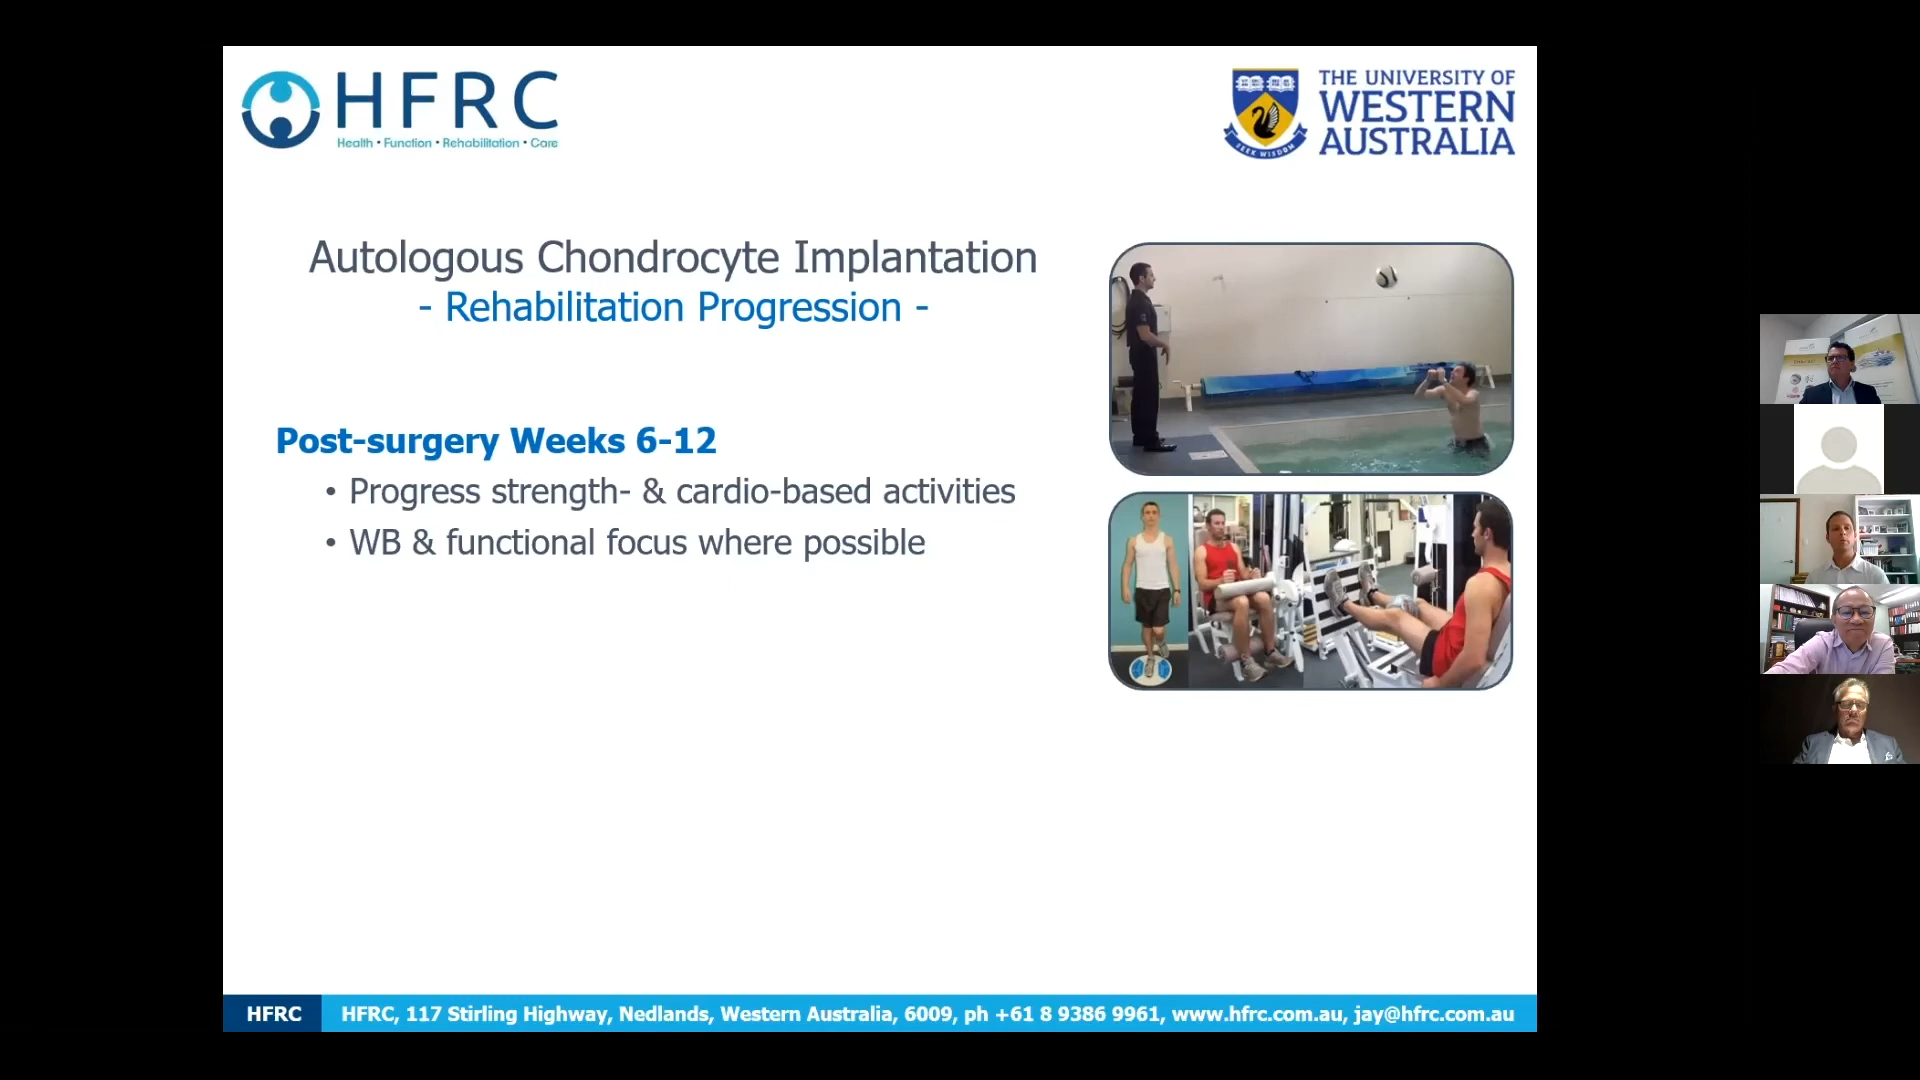 HFRC
Health • Function • Rehabilitation • Care
THE UNIVERSITY OF
WESTERN
AUSTRALIA
SEEK WISDOM
Autologous Chondrocyte Implantation
- Rehabilitation Progression -
Post-surgery Weeks 6-12
• Progress strength- & cardio-based activities
• WB & functional focus where possible
HFRC
HFRC, 117 Stirling Highway, Nedlands, Western Australia, 6009, ph +61 8 9386 9961, www.hfrc.com.au, jay@hfrc.com.au